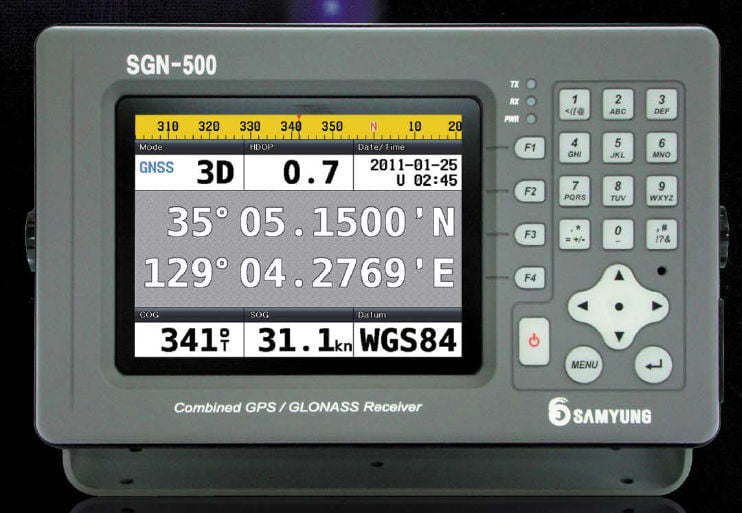 SGN-500
TX
RX
PWR
310 320 330 340 350 N 10 20
Mode HDOP Date/Time
GNSS 3D 0.7 2011-01-25
U 02:45
35° 05.1500'N
129° 04.2769'E
COG SOG Datum
341°T 31.1kn WGS84
Combined GPS / GLONASS Receiver
F1
F2
F3
F4
1 2 3
</[@ ABC DEF
4 5 6
GHI JKL MNO
7 8 9
PQRS TUV WXYZ
.* 0 ,#
= +/- _ !?&
MENU
SAMYUNG